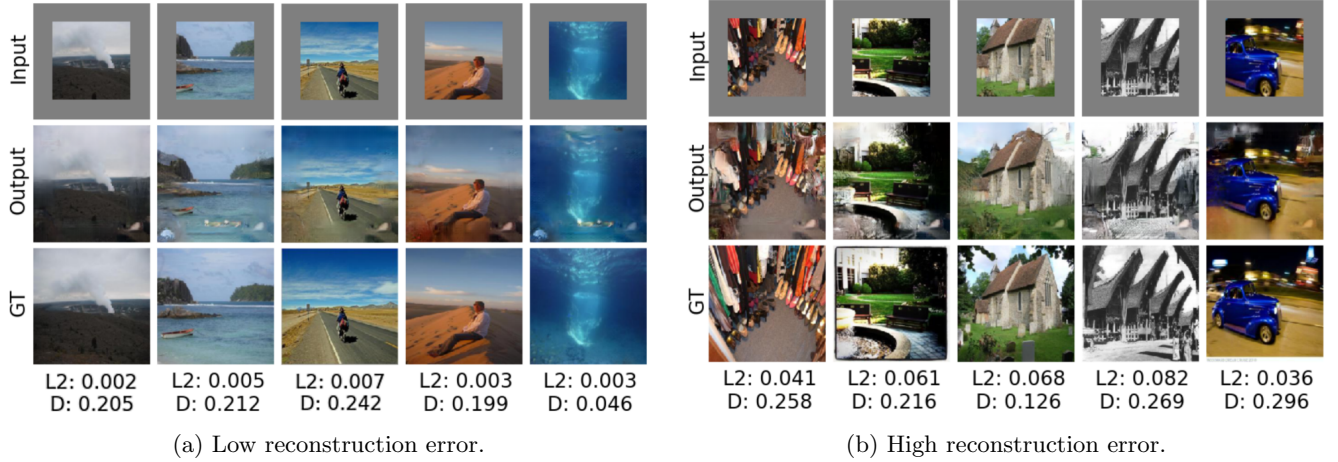 Input
Output
GT
L2: 0.002 L2: 0.005 L2: 0.007 L2: 0.003 L2: 0.003
D: 0.205 D: 0.212 D: 0.242 D: 0.199 D: 0.046
(a) Low reconstruction error.
Input
Output
GT
L2: 0.041 L2: 0.061 L2: 0.068 L2: 0.082 L2: 0.036
D: 0.258 D: 0.216 D: 0.126 D: 0.269 D: 0.296
(b) High reconstruction error.